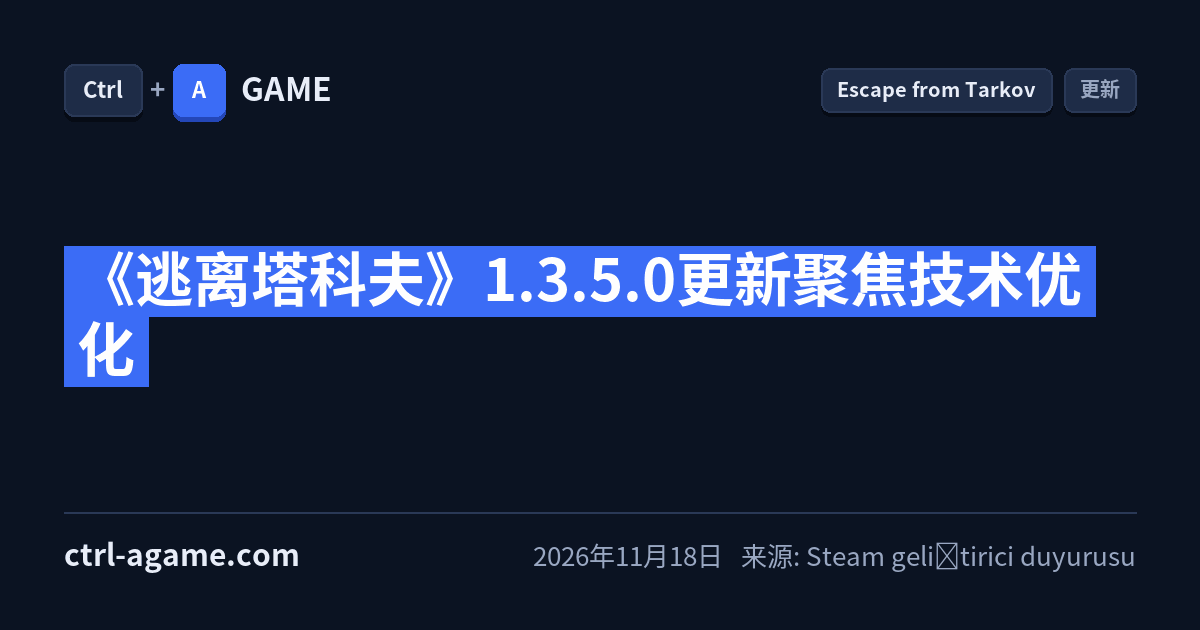 Ctrl + A GAME
Escape from Tarkov 更新
《逃离塔科夫》1.3.5.0更新聚焦技术优
化
ctrl-agame.com
2026年11月18日 来源: Steam geli☒tirici duyurusu